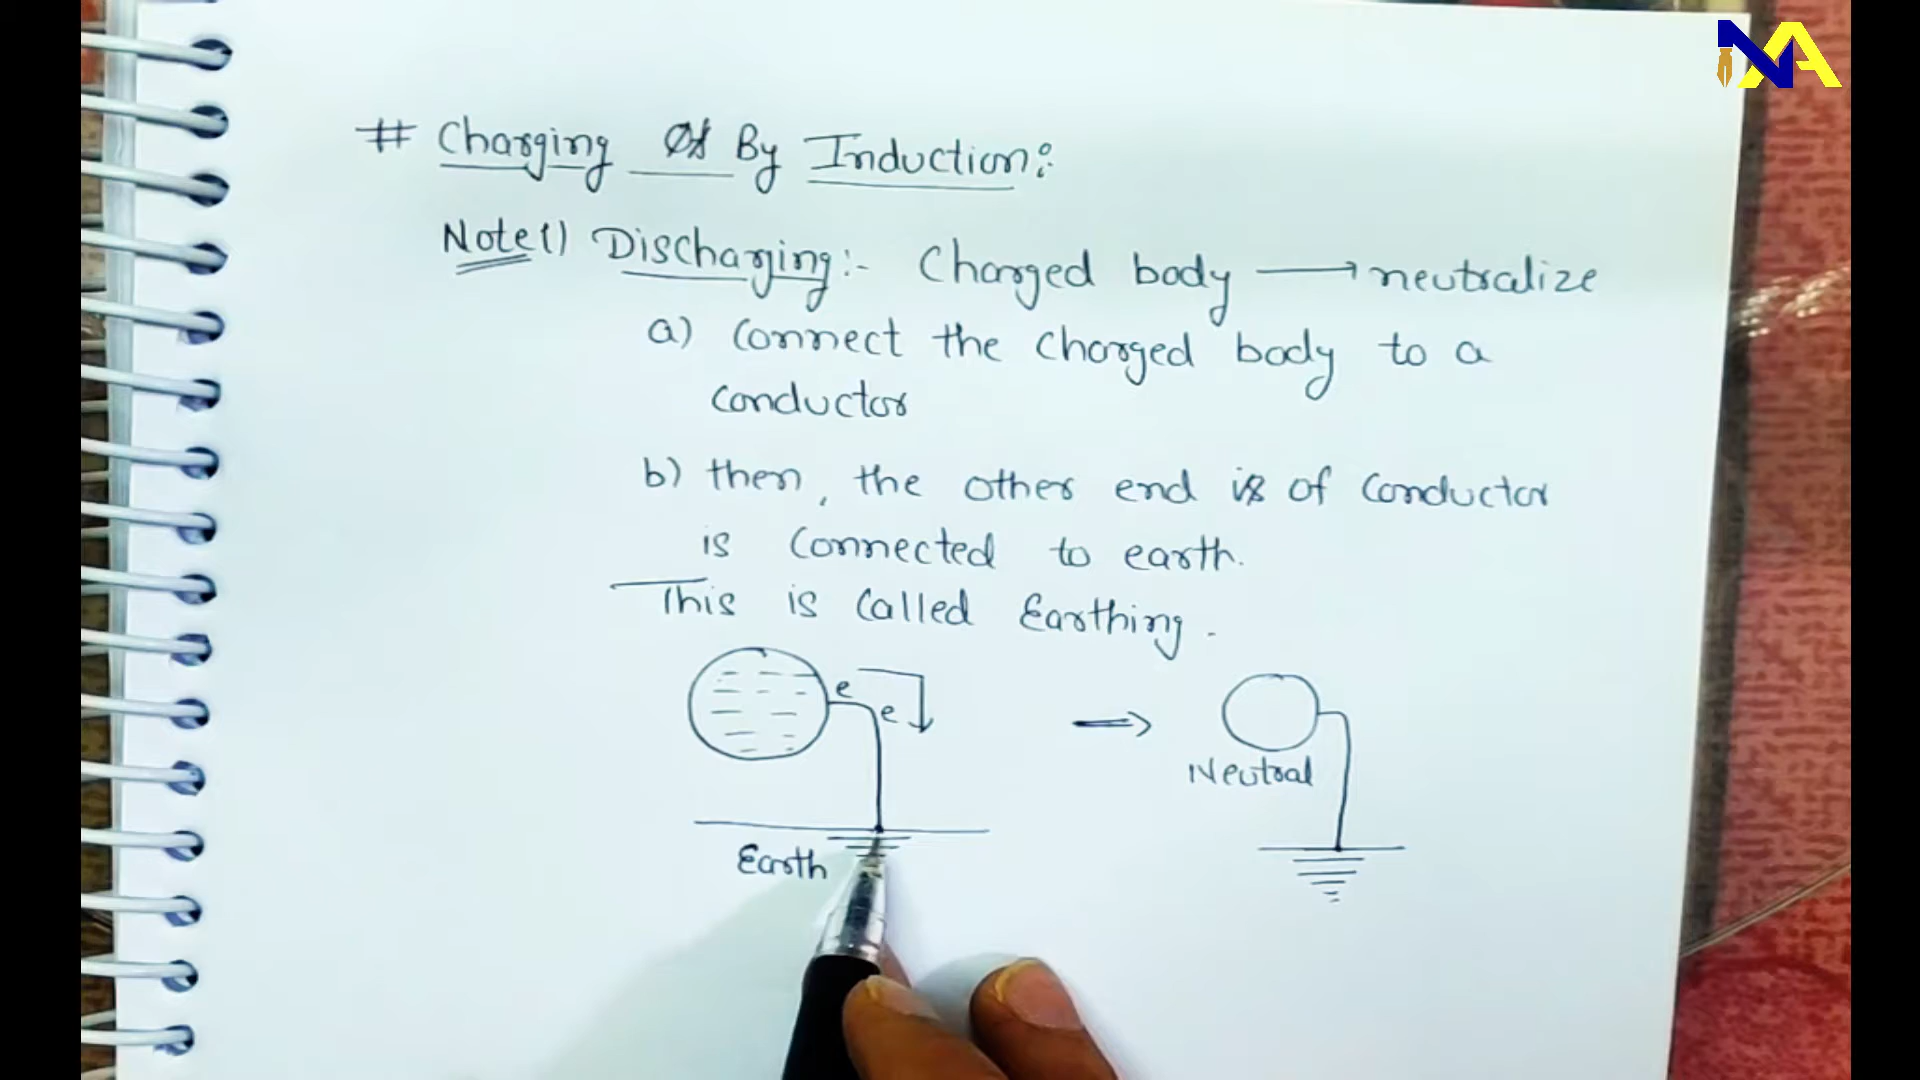 # Charging Of By Induction:
Note 1) Discharging:- Charged body → neutralize
a) Connect the charged body to a
conductor
b) then, the other end is of conductor
is connected to earth.
This is called Earthing.
e
e
→
Neutral
Earth
NA